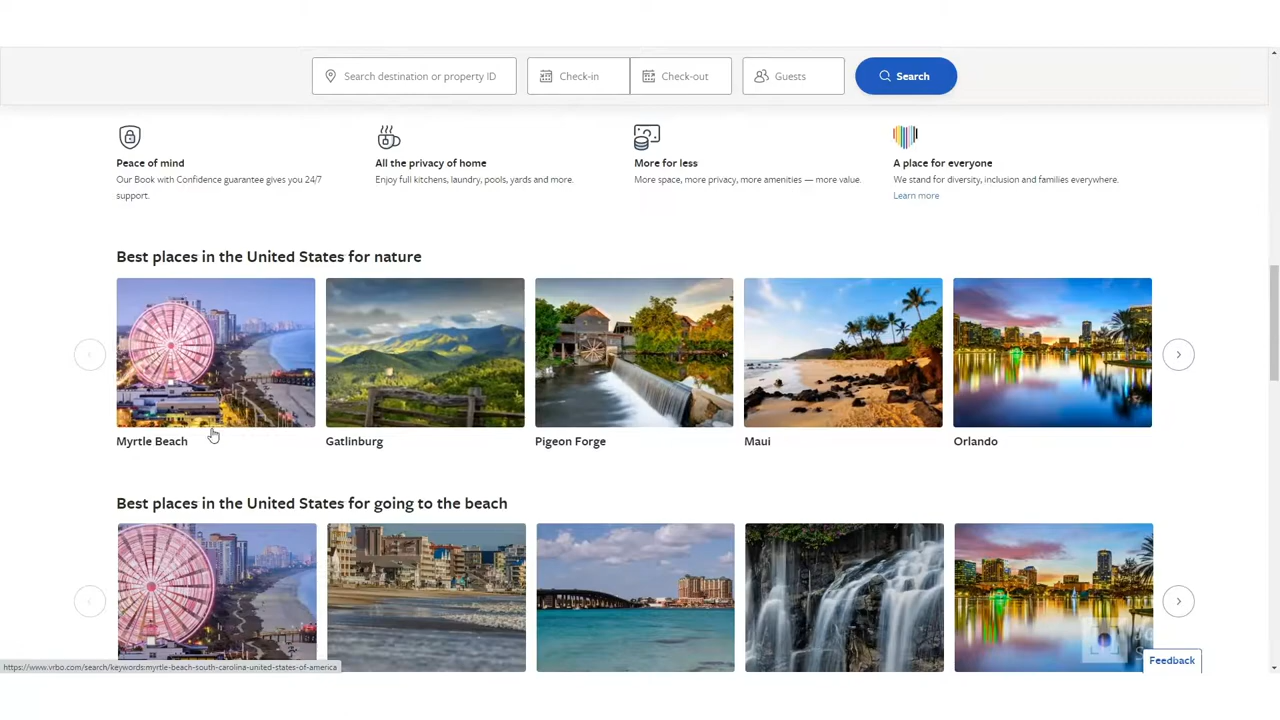 Search destination or property ID
Check-in
Check-out
Guests
Search
Peace of mind
Our Book with Confidence guarantee gives you 24/7
support.
All the privacy of home
Enjoy full kitchens, laundry, pools, yards and more.
More for less
More space, more privacy, more amenities — more value.
A place for everyone
We stand for diversity, inclusion and families everywhere.
Learn more
Best places in the United States for nature
Myrtle Beach
Gatlinburg
Pigeon Forge
Maui
Orlando
Best places in the United States for going to the beach
Feedback
https://www.vrbo.com/search/keywords:myrtle-beach-south-carolina-united-states-of-america